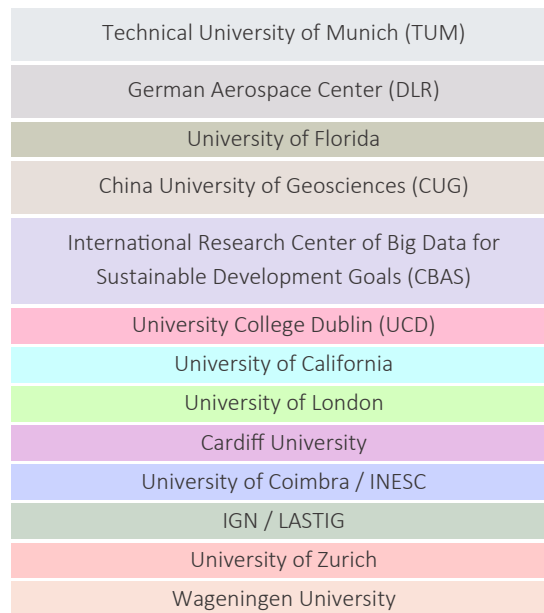 Technical University of Munich (TUM)
German Aerospace Center (DLR)
University of Florida
China University of Geosciences (CUG)
International Research Center of Big Data for
Sustainable Development Goals (CBAS)
University College Dublin (UCD)
University of California
University of London
Cardiff University
University of Coimbra / INESC
IGN / LASTIG
University of Zurich
Wageningen University